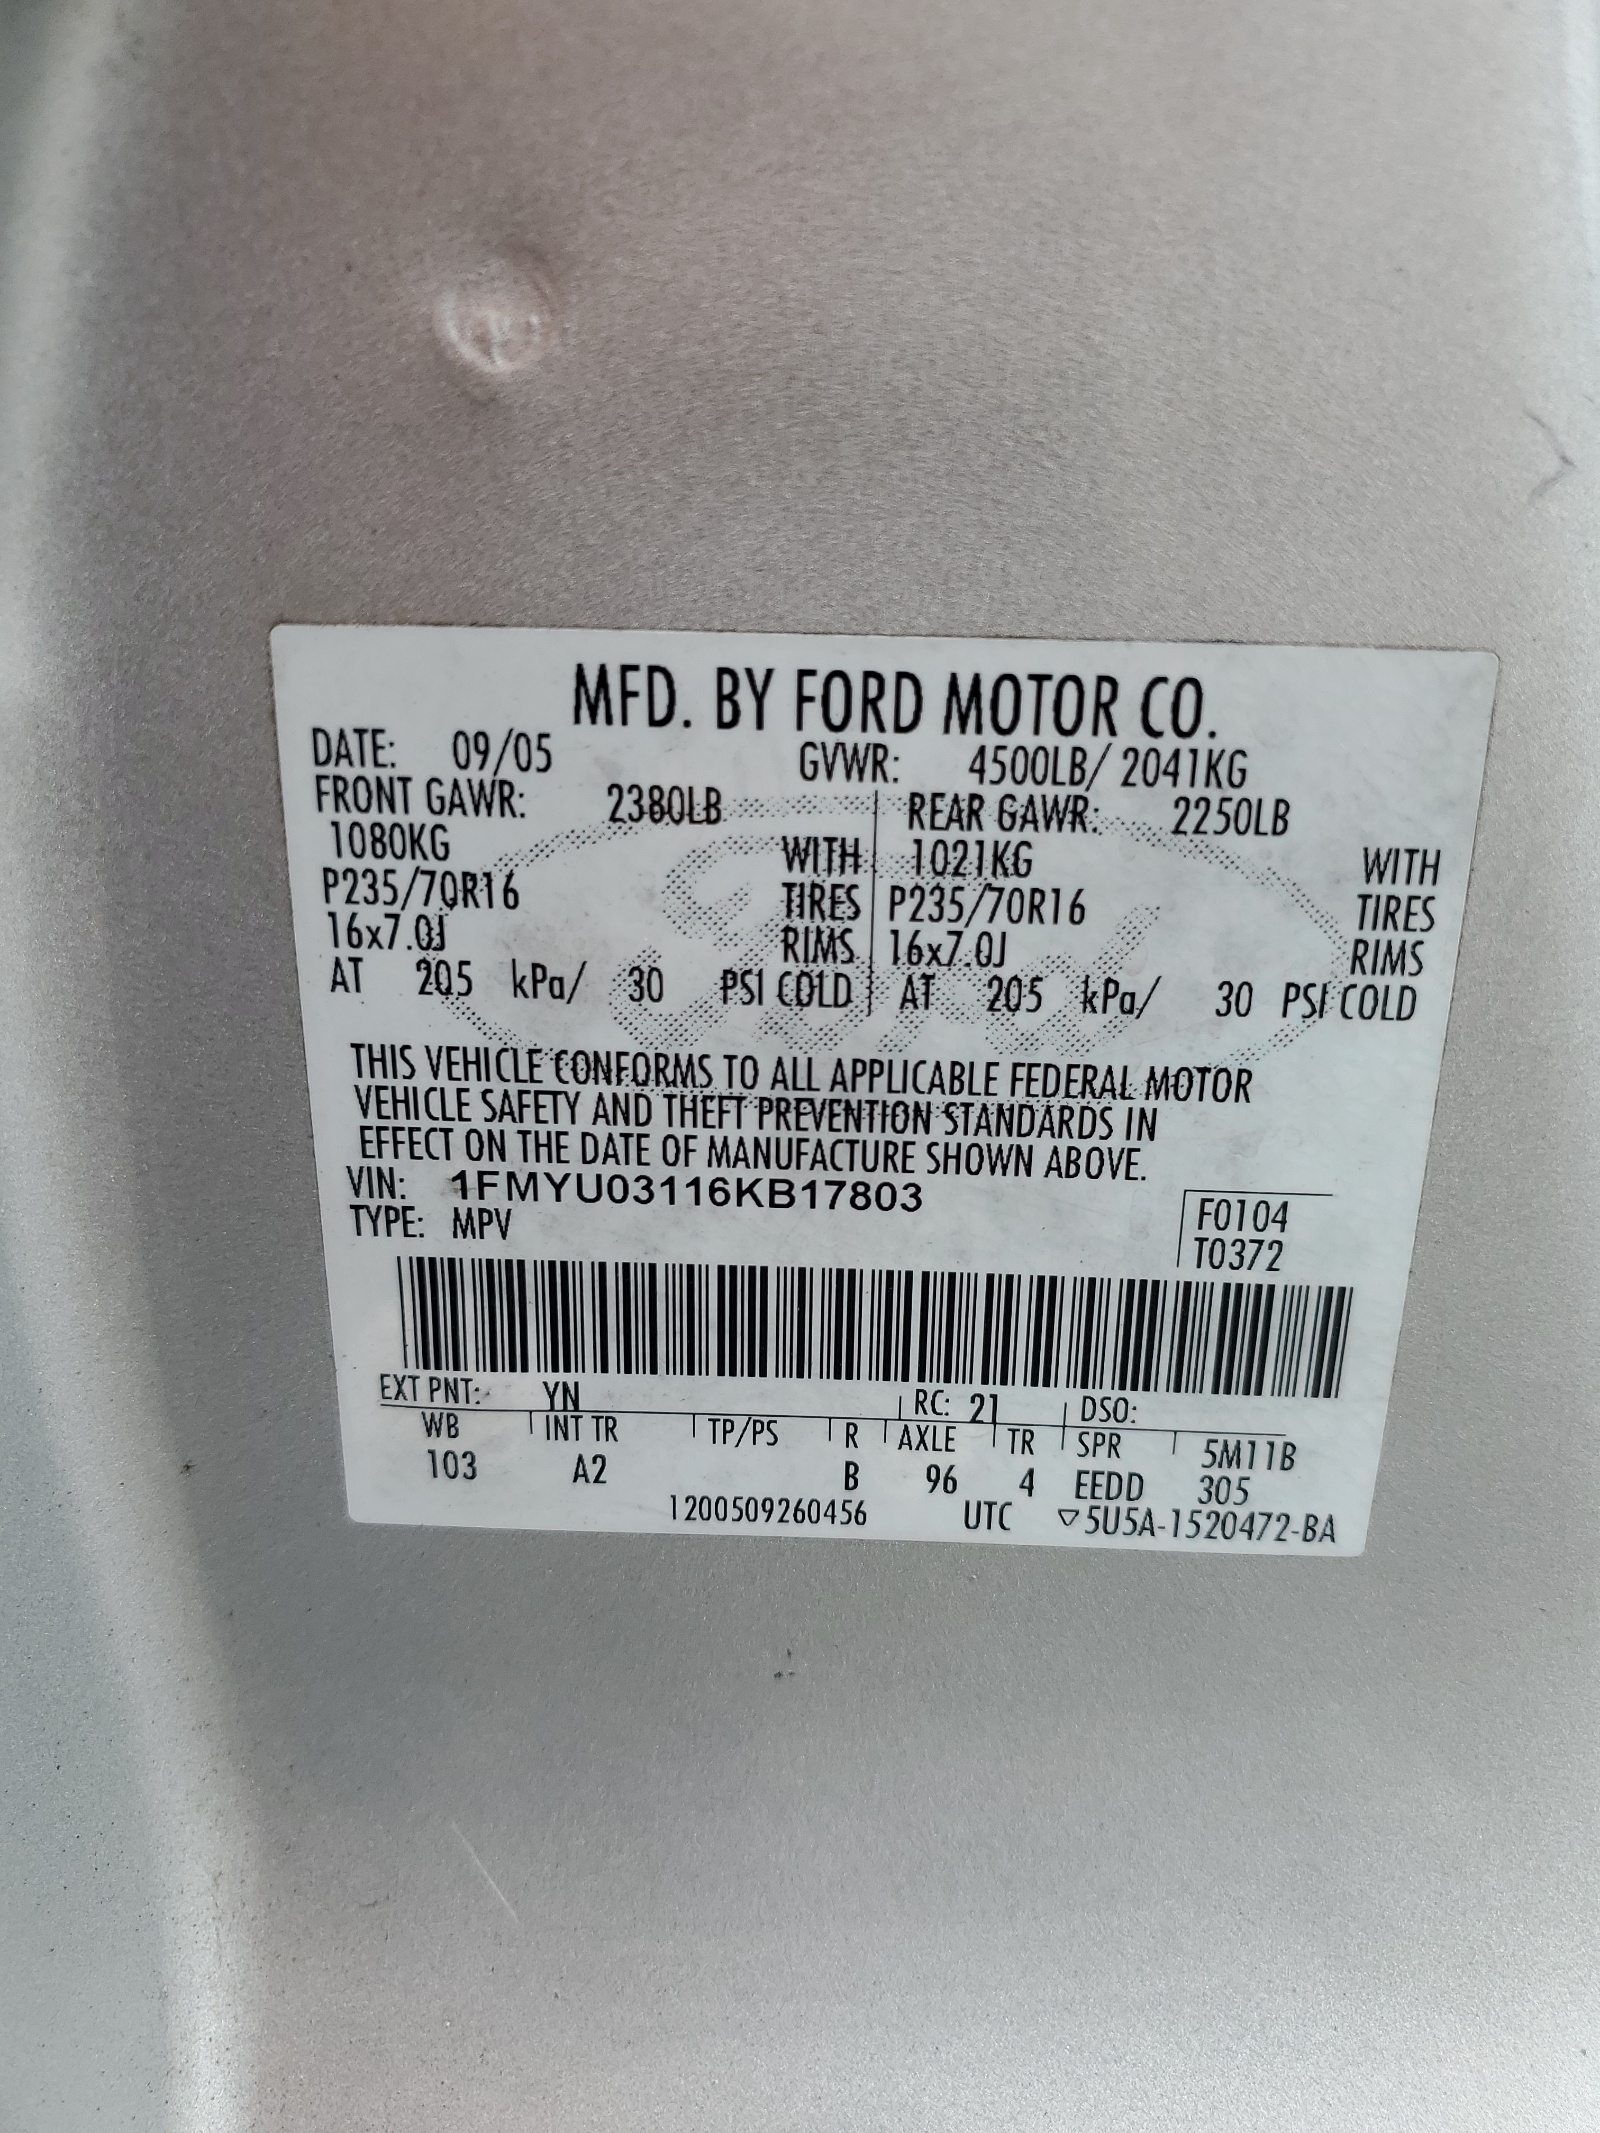 MFD. BY FORD MOTOR CO.
DATE: 09/05 GVWR: 4500LB/ 2041KG
FRONT GAWR: 2380LB REAR GAWR: 2250LB
1080KG WITH 1021KG WITH
P235/70R16 TIRES P235/70R16 TIRES
16x7.0J RIMS 16x7.0J RIMS
AT 205 kPa/ 30 PSI COLD AT 205 kPa/ 30 PSI COLD
Ford
THIS VEHICLE CONFORMS TO ALL APPLICABLE FEDERAL MOTOR
VEHICLE SAFETY AND THEFT PREVENTION STANDARDS IN
EFFECT ON THE DATE OF MANUFACTURE SHOWN ABOVE.
VIN: 1FMYU03116KB17803 F0104
TYPE: MPV T0372
EXT PNT: YN RC: 21 DSO:
WB INT TR TP/PS R AXLE TR SPR 5M11B
103 A2 B 96 4 EEDD 305
1200509260456 UTC ▽5U5A-1520472-BA